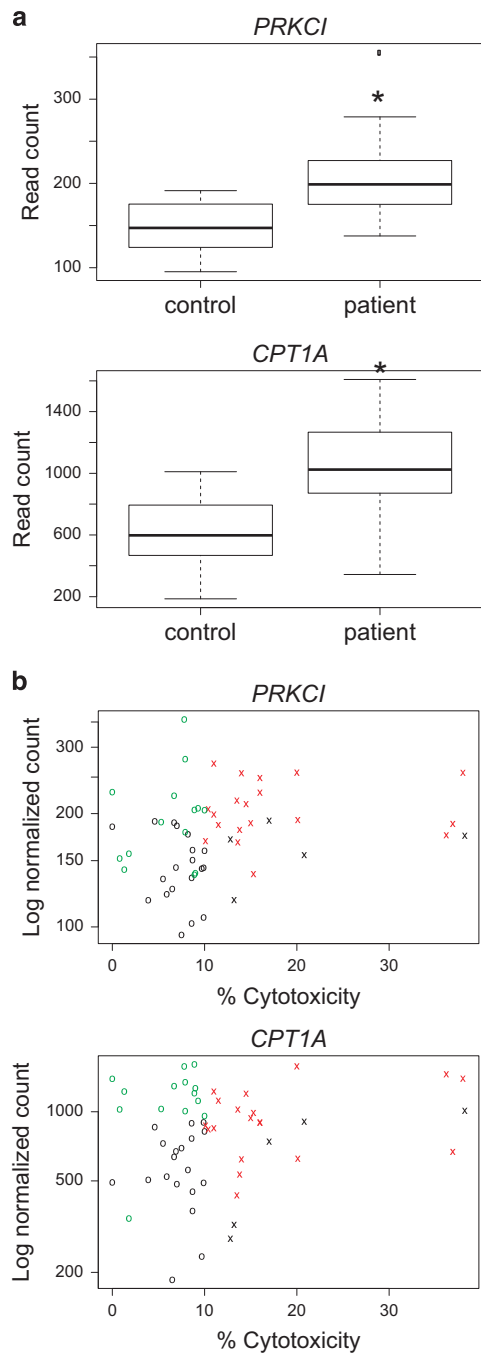 a
PRKCI
Read count
300
200
100
*
control
patient
CPT1A
Read count
1400
1000
600
200
*
control
patient
b
PRKCI
Log normalized count
300
200
150
100
0
10
20
30
% Cytotoxicity
CPT1A
Log normalized count
1000
500
200
0
10
20
30
% Cytotoxicity